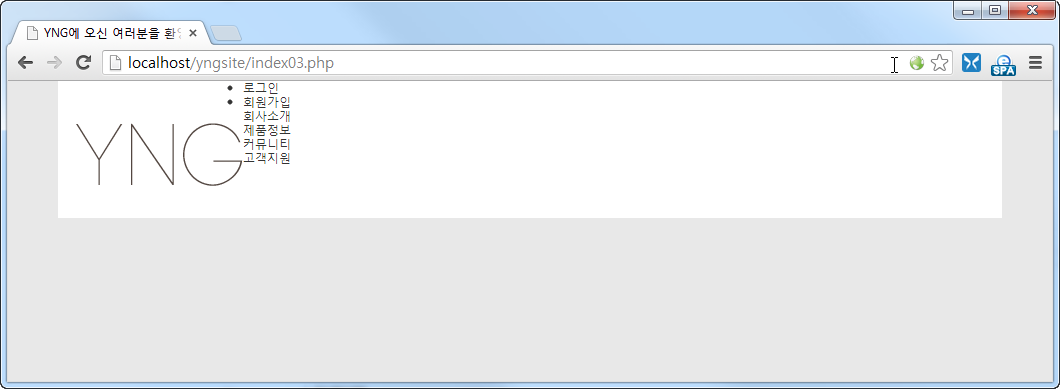 YNG에 오신 여러분을 환
localhost/yngsite/index03.php
SPA
로그인
회원가입
회사소개
제품정보
커뮤니티
고객지원
YNG